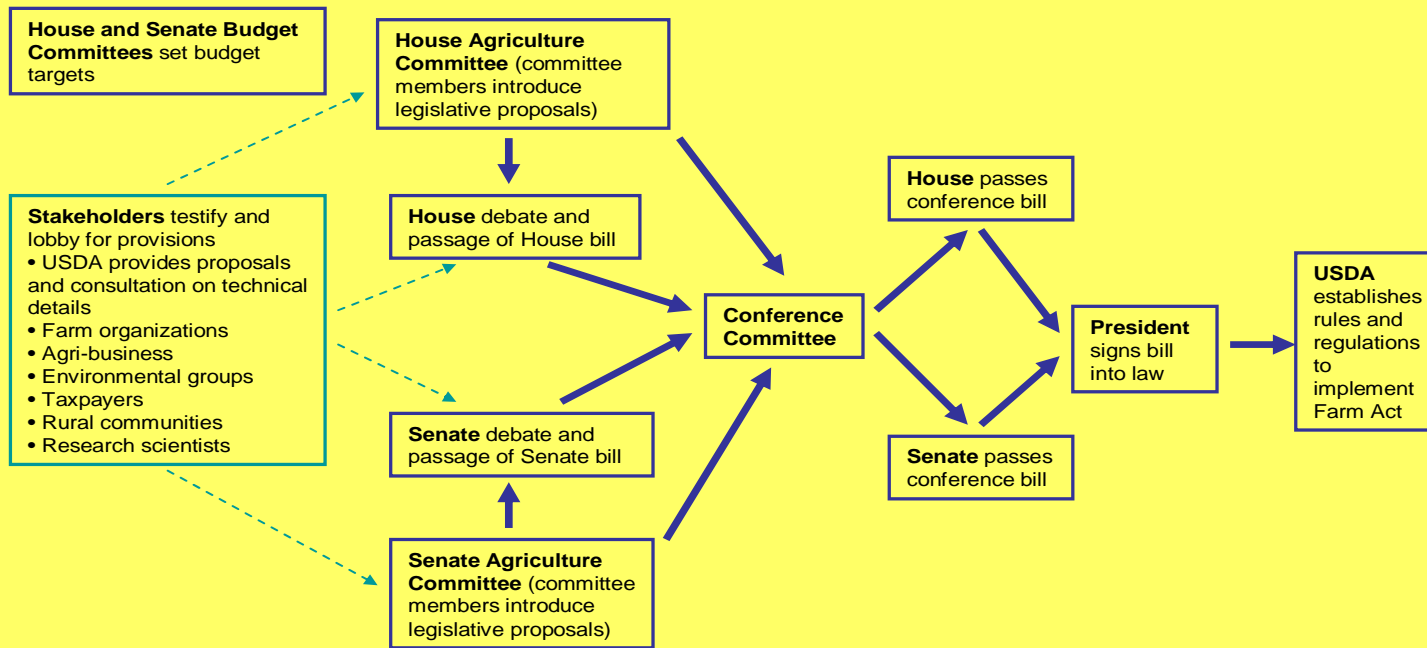 House and Senate Budget
Committees set budget
targets
House Agriculture
Committee (committee
members introduce
legislative proposals)
Stakeholders testify and
lobby for provisions
• USDA provides proposals
and consultation on technical
details
• Farm organizations
• Agri-business
• Environmental groups
• Taxpayers
• Rural communities
• Research scientists
House debate and
passage of House bill
Senate debate and
passage of Senate bill
Senate Agriculture
Committee (committee
members introduce
legislative proposals)
Conference
Committee
House passes
conference bill
Senate passes
conference bill
President
signs bill
into law
USDA
establishes
rules and
regulations
to
implement
Farm Act